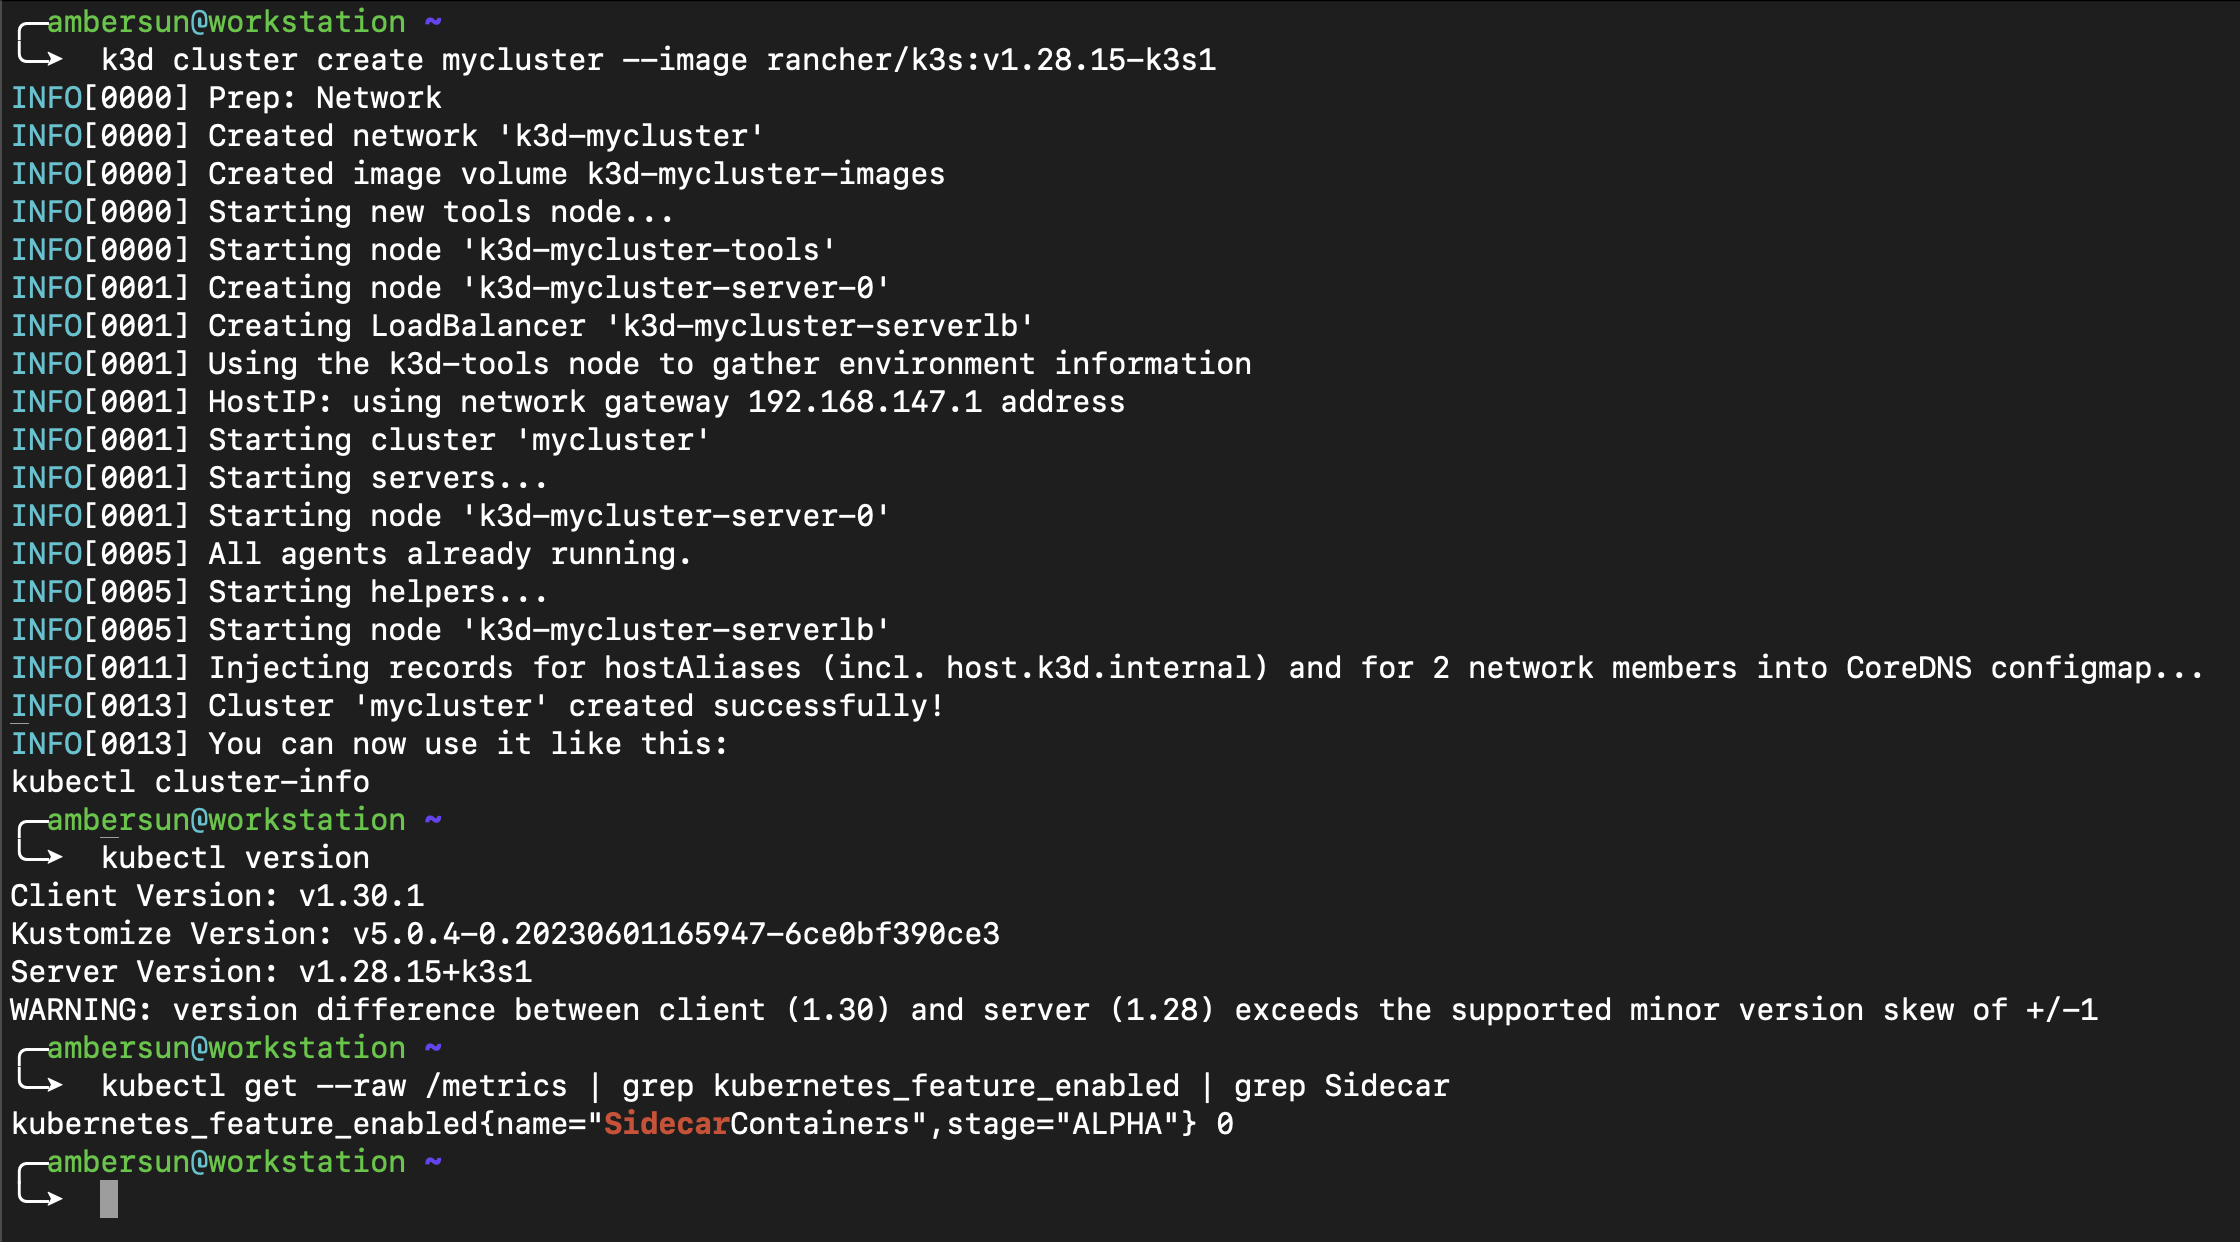 ambersun@workstation ~
k3d cluster create mycluster --image rancher/k3s:v1.28.15-k3s1
INFO[0000] Prep: Network
INFO[0000] Created network 'k3d-mycluster'
INFO[0000] Created image volume k3d-mycluster-images
INFO[0000] Starting new tools node...
INFO[0000] Starting node 'k3d-mycluster-tools'
INFO[0001] Creating node 'k3d-mycluster-server-0'
INFO[0001] Creating LoadBalancer 'k3d-mycluster-serverlb'
INFO[0001] Using the k3d-tools node to gather environment information
INFO[0001] HostIP: using network gateway 192.168.147.1 address
INFO[0001] Starting cluster 'mycluster'
INFO[0001] Starting servers...
INFO[0001] Starting node 'k3d-mycluster-server-0'
INFO[0005] All agents already running.
INFO[0005] Starting helpers...
INFO[0005] Starting node 'k3d-mycluster-serverlb'
INFO[0011] Injecting records for hostAliases (incl. host.k3d.internal) and for 2 network members into CoreDNS configmap...
INFO[0013] Cluster 'mycluster' created successfully!
INFO[0013] You can now use it like this:
kubectl cluster-info
ambersun@workstation ~
kubectl version
Client Version: v1.30.1
Kustomize Version: v5.0.4-0.20230601165947-6ce0bf390ce3
Server Version: v1.28.15+k3s1
WARNING: version difference between client (1.30) and server (1.28) exceeds the supported minor version skew of +/-1
ambersun@workstation ~
kubectl get --raw /metrics | grep kubernetes_feature_enabled | grep Sidecar
kubernetes_feature_enabled{name="SidecarContainers",stage="ALPHA"} 0
ambersun@workstation ~